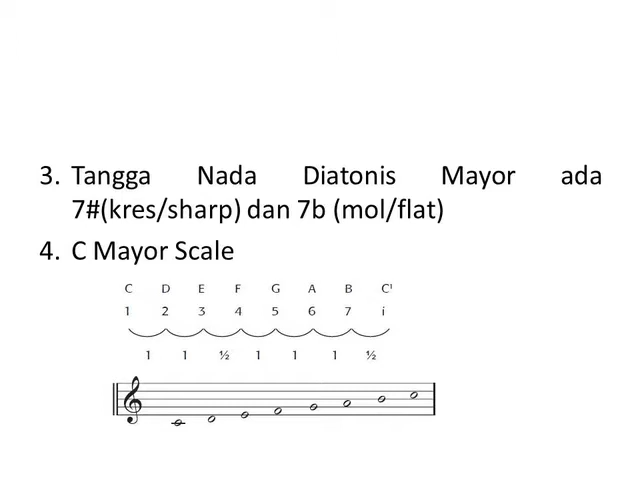 3. Tangga Nada Diatonis Mayor ada
7#(kres/sharp) dan 7b (mol/flat)
4. C Mayor Scale
C D E F G A B C'
1 2 3 4 5 6 7 i
1 1 ½ 1 1 1 ½